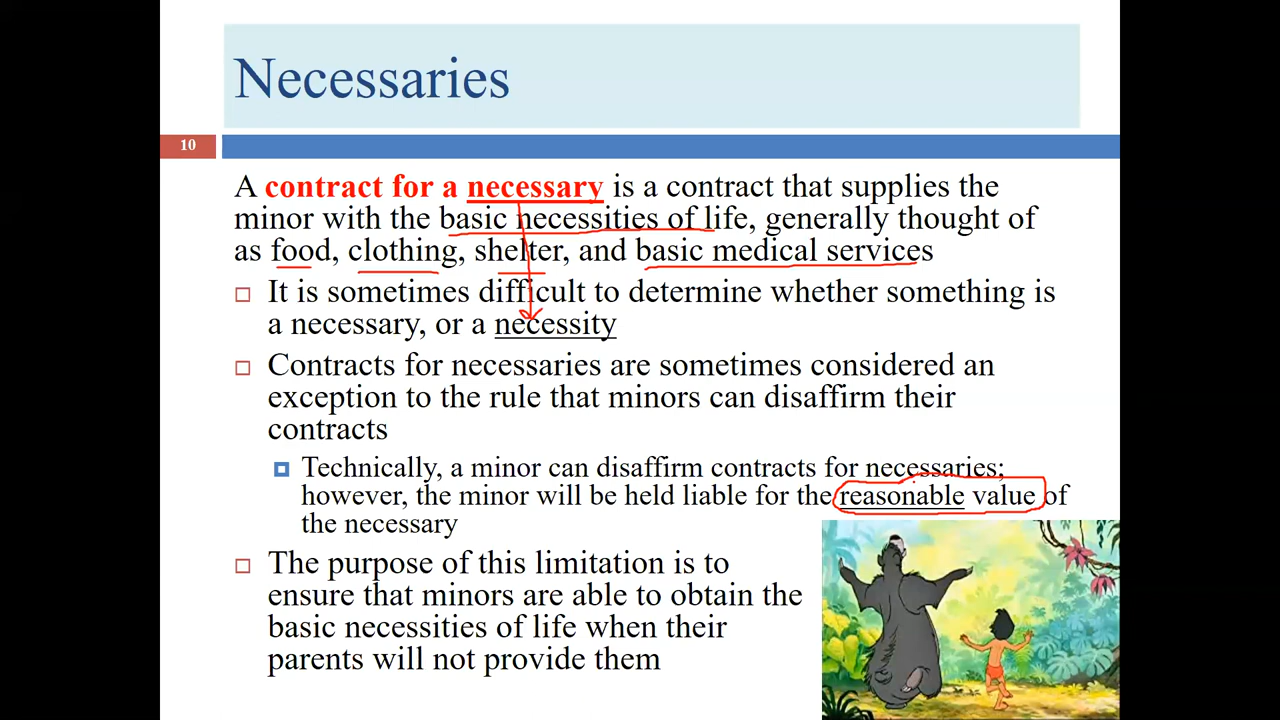 Necessaries
10
A contract for a necessary is a contract that supplies the
minor with the basic necessities of life, generally thought of
as food, clothing, shelter, and basic medical services
It is sometimes difficult to determine whether something is
a necessary, or a necessity
Contracts for necessaries are sometimes considered an
exception to the rule that minors can disaffirm their
contracts
Technically, a minor can disaffirm contracts for necessaries;
however, the minor will be held liable for the reasonable value of
the necessary
The purpose of this limitation is to
ensure that minors are able to obtain the
basic necessities of life when their
parents will not provide them